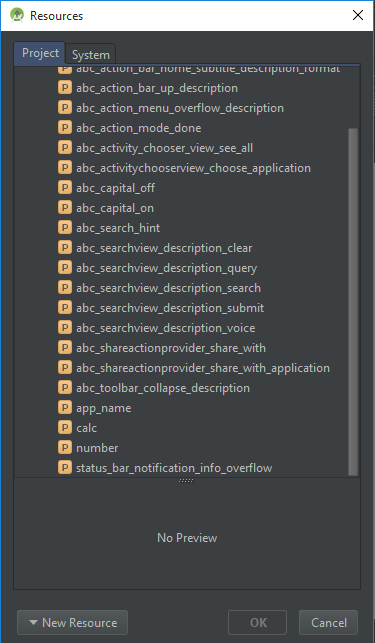 Resources
Project
System
abc_action_bar_home_subtitle_description_format
abc_action_bar_up_description
abc_action_menu_overflow_description
abc_action_mode_done
abc_activity_chooser_view_see_all
abc_activitychooserview_choose_application
abc_capital_off
abc_capital_on
abc_search_hint
abc_searchview_description_clear
abc_searchview_description_query
abc_searchview_description_search
abc_searchview_description_submit
abc_searchview_description_voice
abc_shareactionprovider_share_with
abc_shareactionprovider_share_with_application
abc_toolbar_collapse_description
app_name
calc
number
status_bar_notification_info_overflow
No Preview
New Resource
OK
Cancel